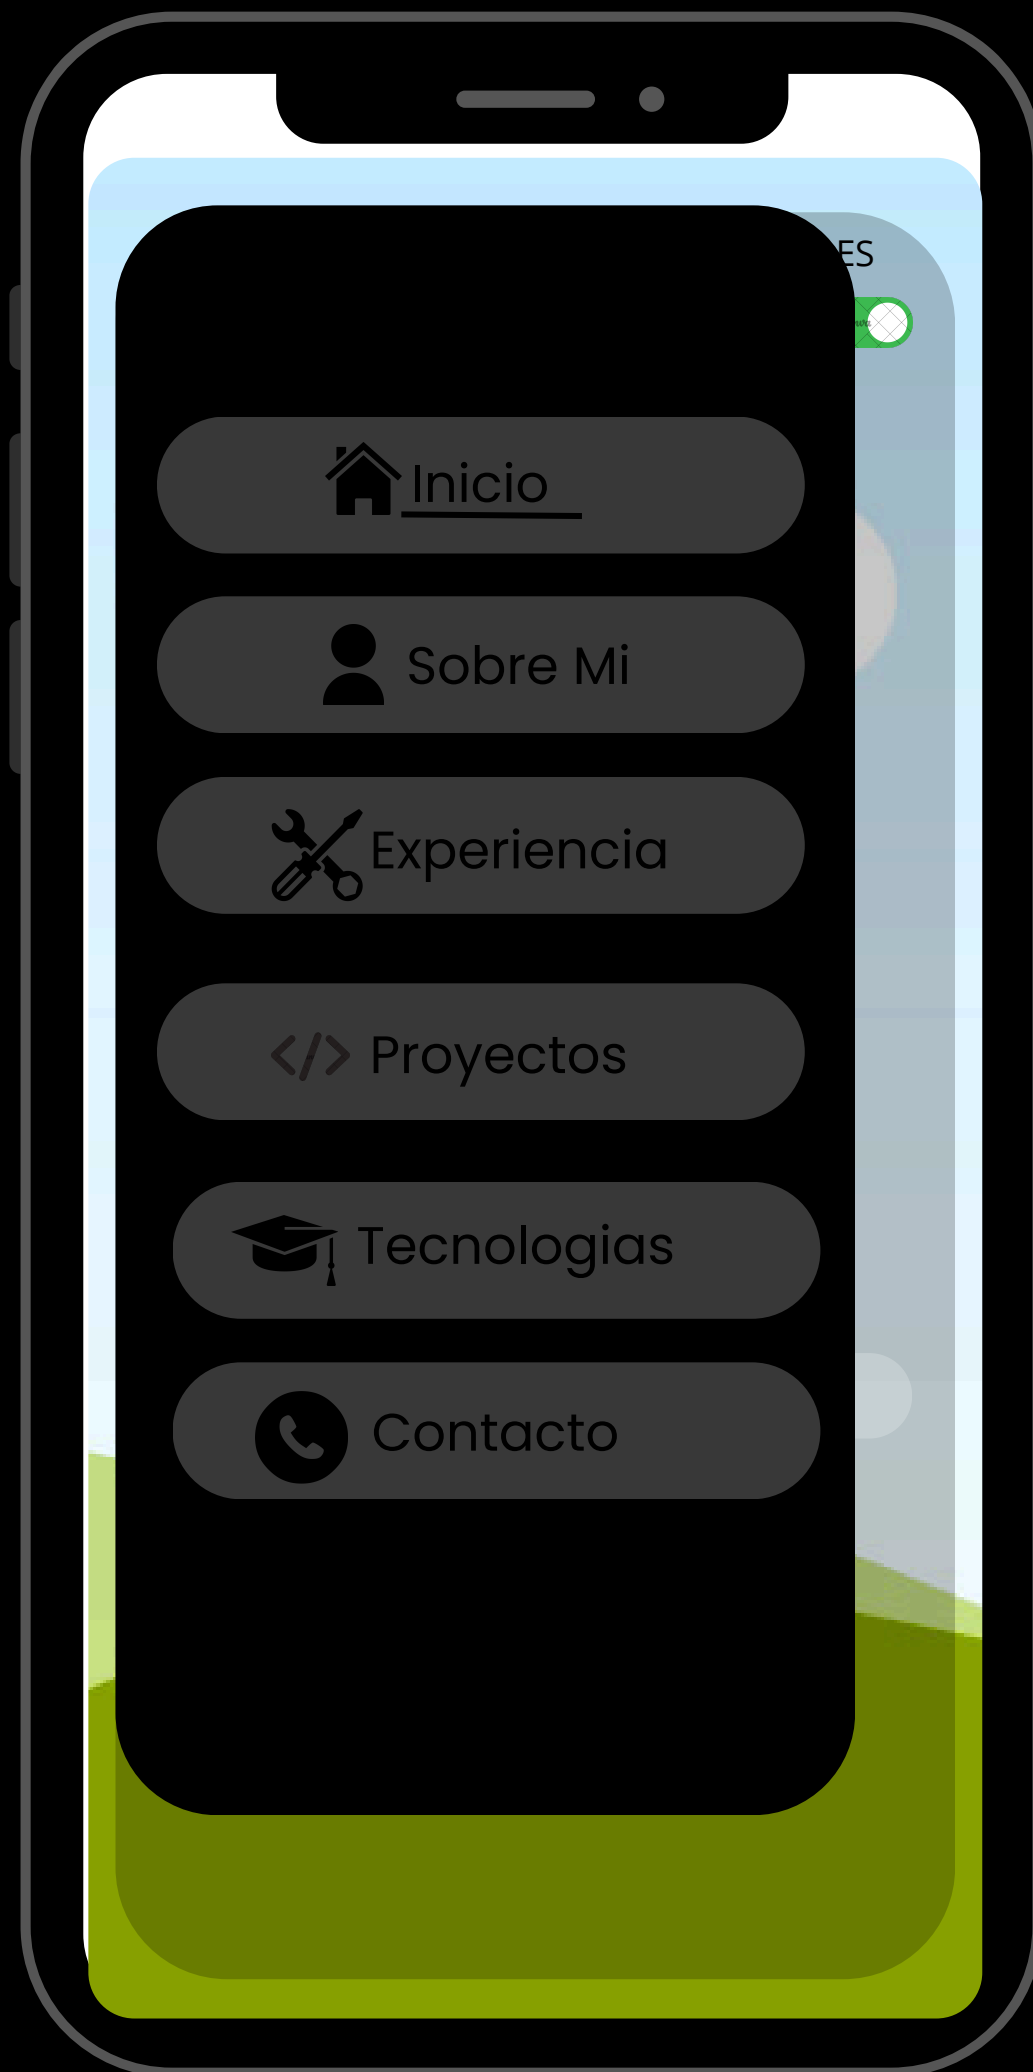 ES
Inicio
Sobre Mi
Experiencia
Proyectos
Tecnologias
Contacto